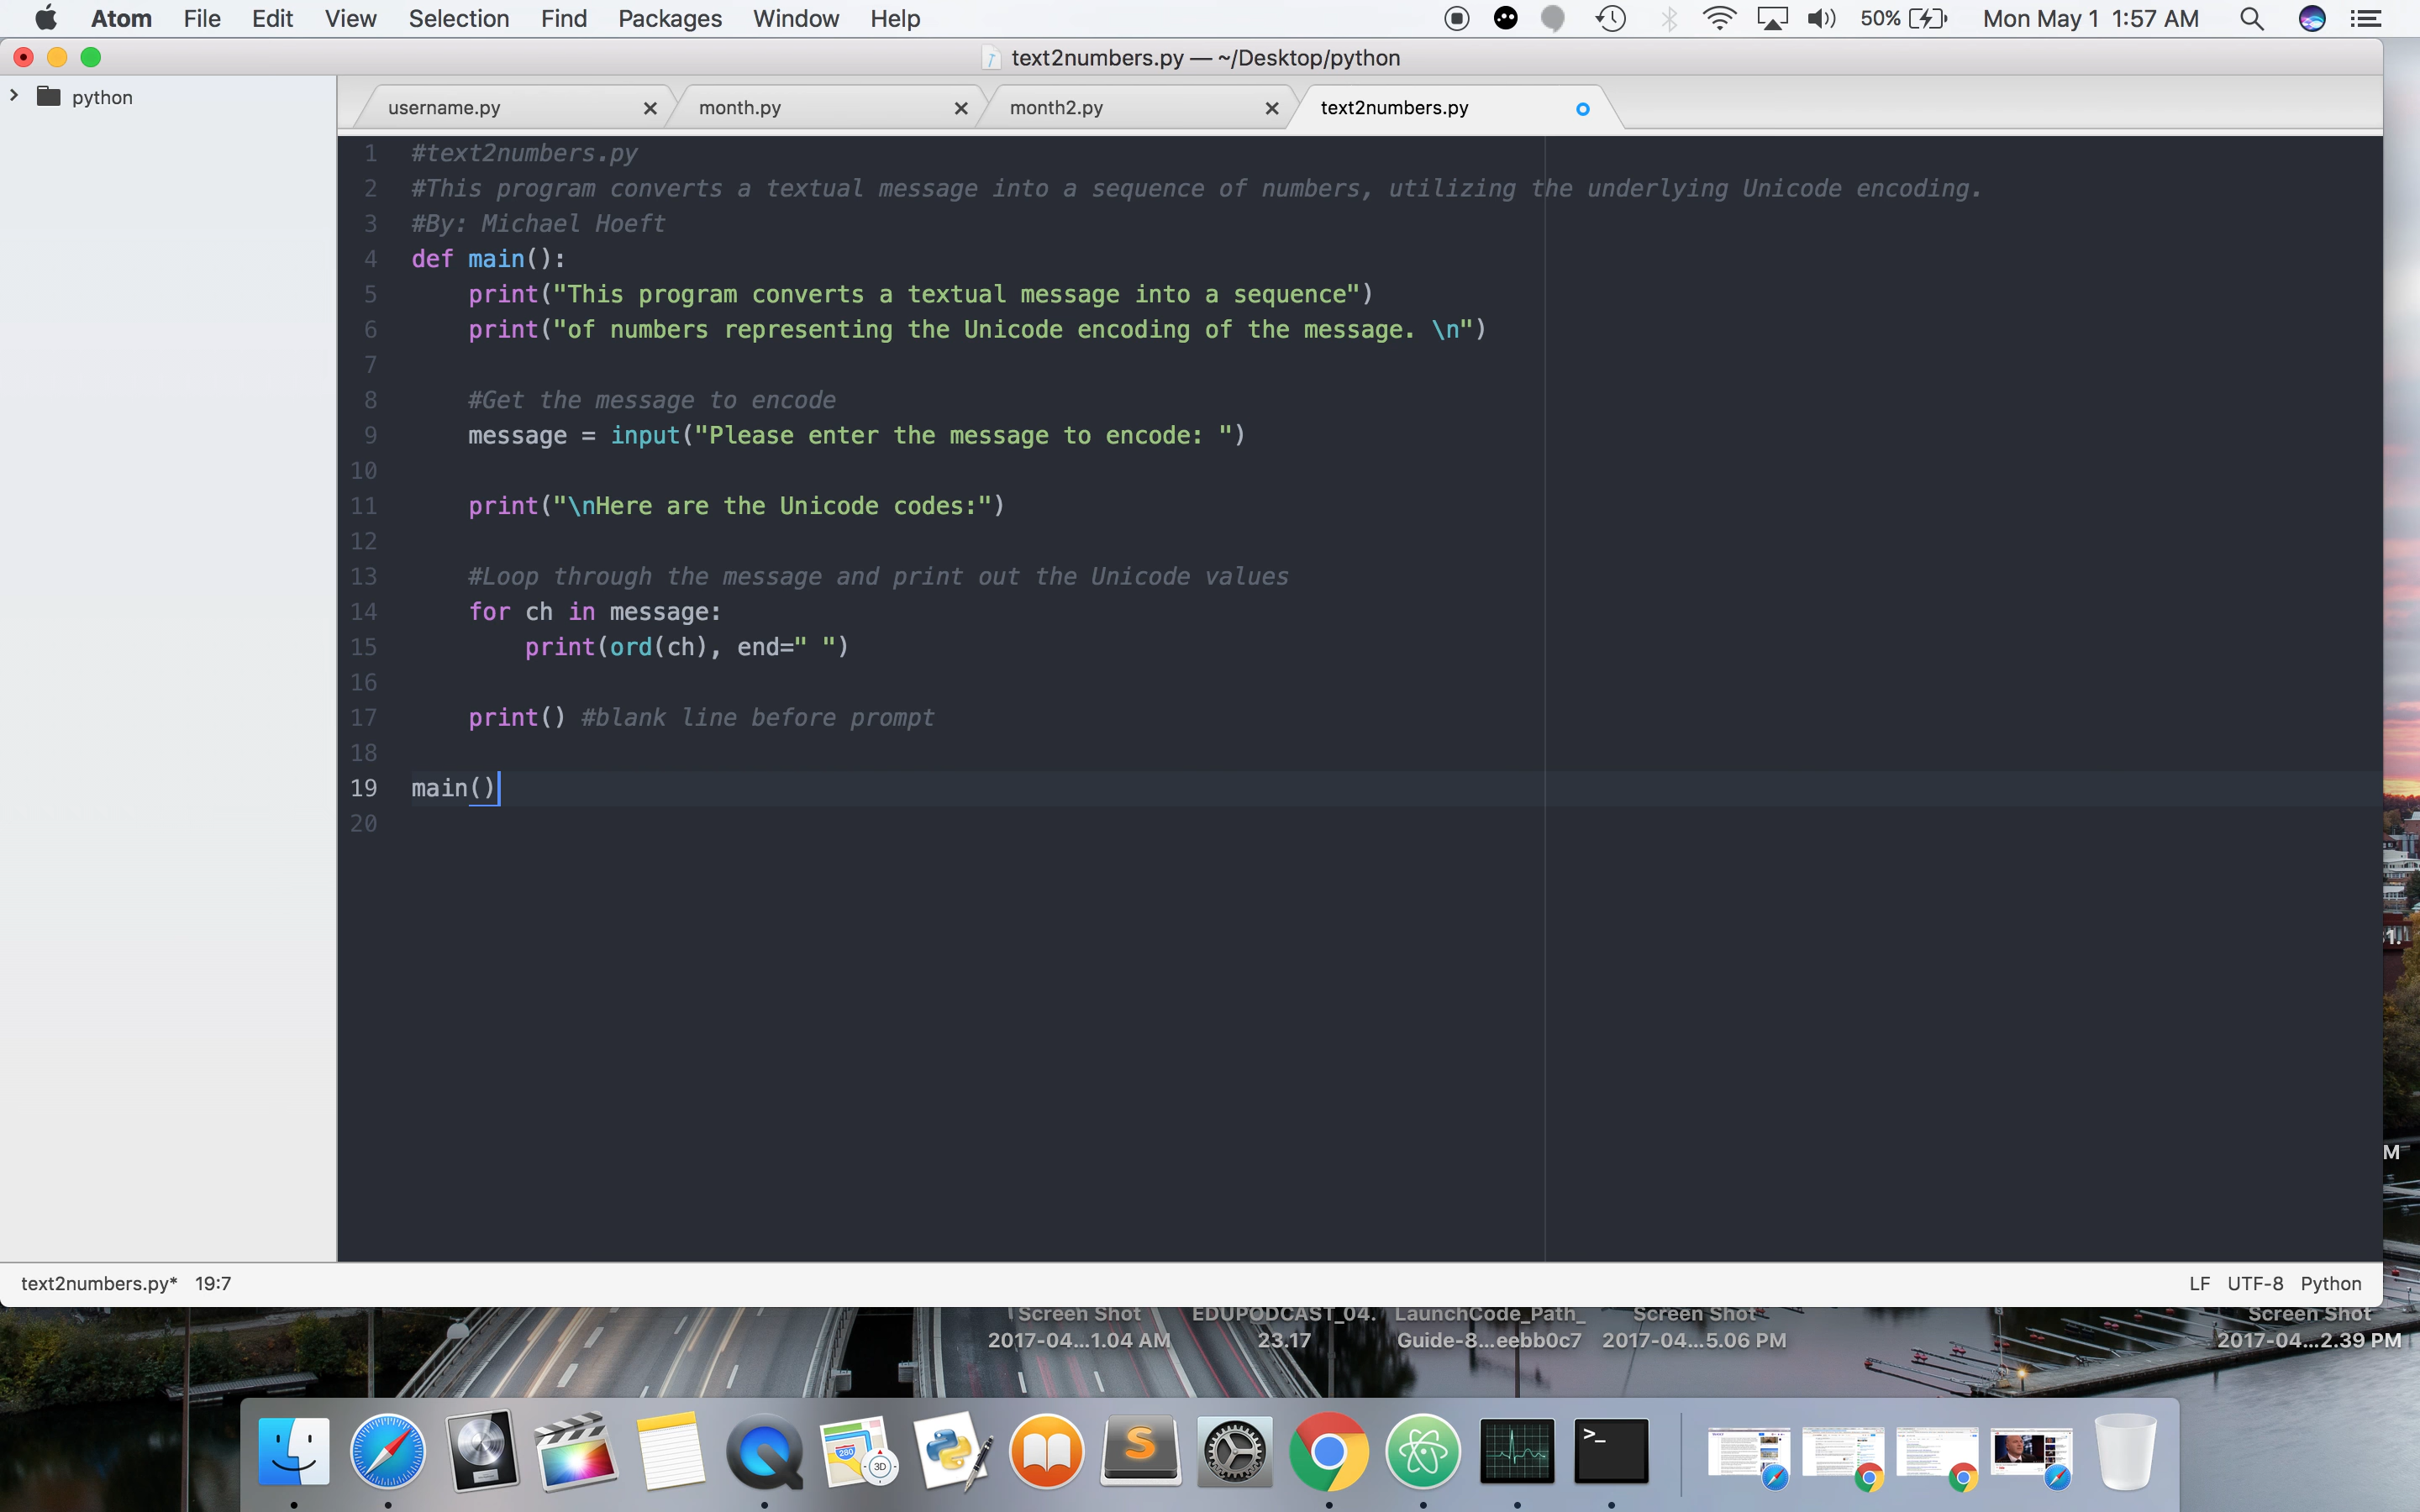 Atom File Edit View Selection Find Packages Window Help 50% Mon May 1 1:57 AM
text2numbers.py — ~/Desktop/python
python
username.py month.py month2.py text2numbers.py
1 #text2numbers.py
2 #This program converts a textual message into a sequence of numbers, utilizing the underlying Unicode encoding.
3 #By: Michael Hoeft
4 def main():
5     print("This program converts a textual message into a sequence")
6     print("of numbers representing the Unicode encoding of the message. \n")
7
8     #Get the message to encode
9     message = input("Please enter the message to encode: ")
10
11     print("\nHere are the Unicode codes:")
12
13     #Loop through the message and print out the Unicode values
14     for ch in message:
15         print(ord(ch), end=" ")
16
17     print() #blank line before prompt
18
19 main()
20
M
text2numbers.py* 19:7 LF UTF-8 Python
Screen Shot EDUPODCAST_04. LaunchCode_Path_ Screen Shot Screen Shot
2017-04...1.04 AM 23.17 Guide-8...eebb0c7 2017-04...5.06 PM 2017-04...2.39 PM
280 3D S >_